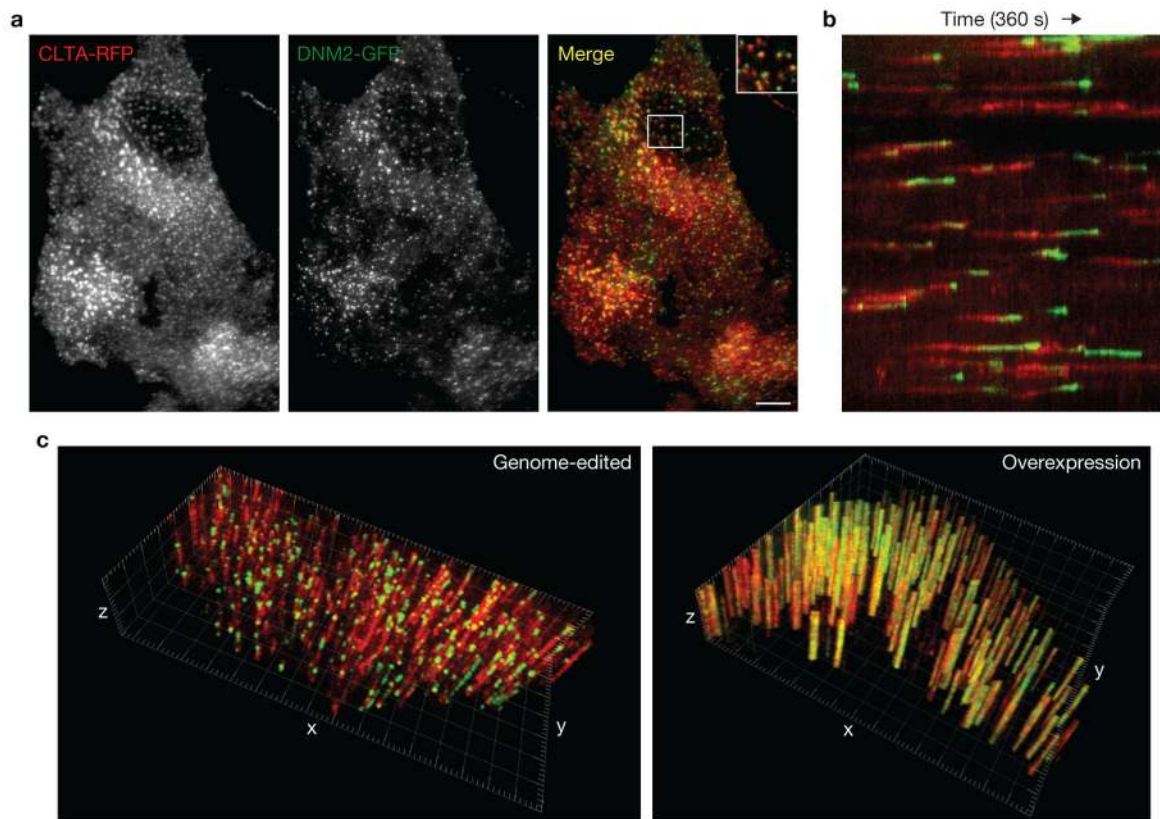 a
CLTA-RFP
DNM2-GFP
Merge
b
Time (360 s) →
c
Genome-edited
z
x
y
Overexpression
z
x
y